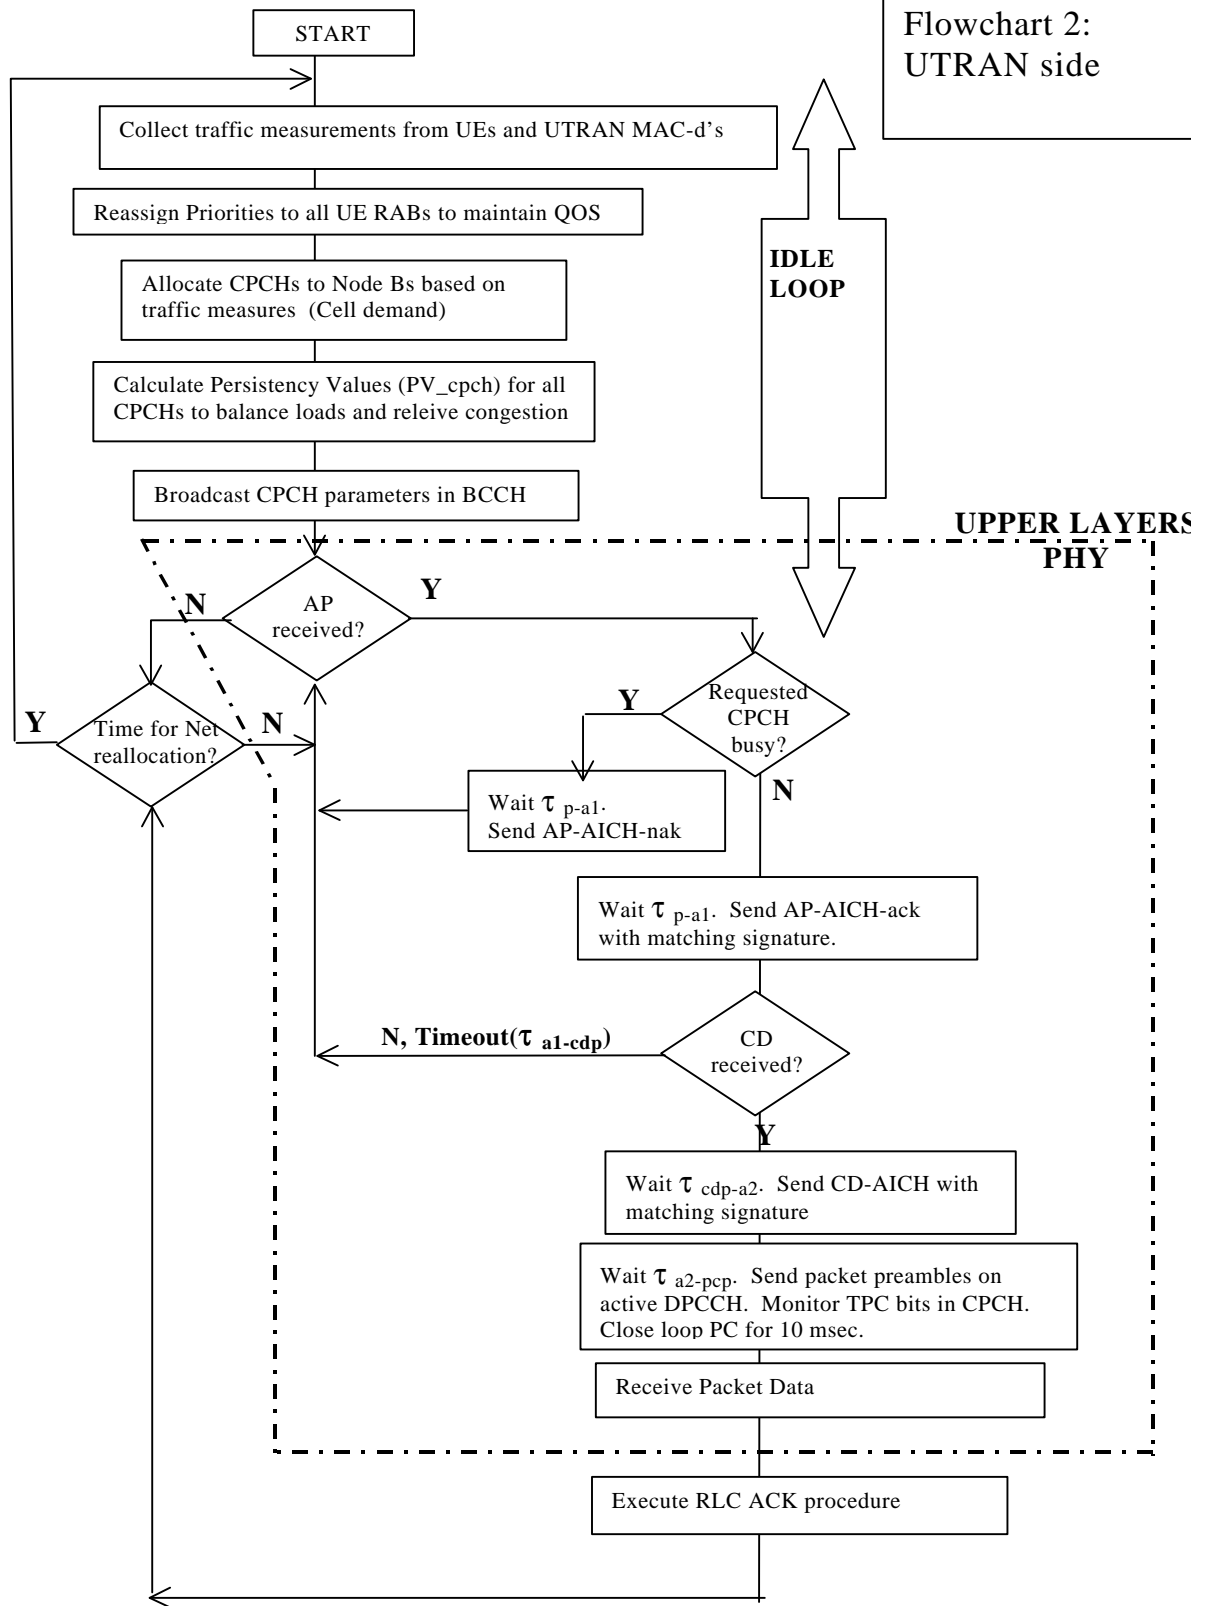 Flowchart 2:
UTRAN side
START
Collect traffic measurements from UEs and UTRAN MAC-d's
Reassign Priorities to all UE RABs to maintain QOS
IDLE
LOOP
Allocate CPCHs to Node Bs based on
traffic measures (Cell demand)
Calculate Persistency Values (PV_cpch) for all
CPCHs to balance loads and releive congestion
Broadcast CPCH parameters in BCCH
UPPER LAYERS
PHY
AP
received?
N
Y
Requested
CPCH
busy?
Y
N
Time for Net
reallocation?
Y
N
Wait τ p-a1.
Send AP-AICH-nak
Wait τ p-a1. Send AP-AICH-ack
with matching signature.
N, Timeout(τ a1-cdp)
CD
received?
Y
Wait τ cdp-a2. Send CD-AICH with
matching signature
Wait τ a2-pcp. Send packet preambles on
active DPCCH. Monitor TPC bits in CPCH.
Close loop PC for 10 msec.
Receive Packet Data
Execute RLC ACK procedure